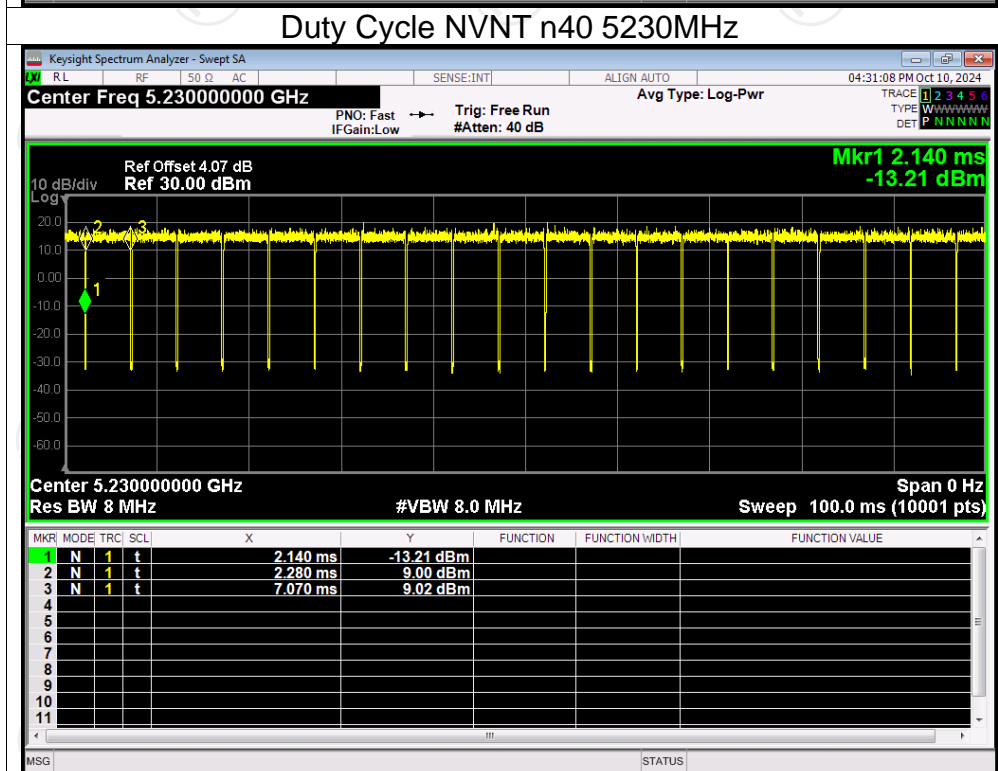 Duty Cycle NVNT n40 5230MHz
Keysight Spectrum Analyzer - Swept SA
LXI RL RF 50 Ω AC SENSE:INT ALIGN AUTO 04:31:08 PM Oct 10, 2024
Center Freq 5.230000000 GHz Avg Type: Log-Pwr TRACE 1 2 3 4 5 6
PNO: Fast Trig: Free Run TYPE WWWWWW
IFGain:Low #Atten: 40 dB DET P N N N N N
Mkr1 2.140 ms
Ref Offset 4.07 dB
10 dB/div Ref 30.00 dBm -13.21 dBm
Log
20.0
10.0
0.00
-10.0
-20.0
-30.0
-40.0
-50.0
-60.0
2 3
1
Center 5.230000000 GHz Span 0 Hz
Res BW 8 MHz #VBW 8.0 MHz Sweep 100.0 ms (10001 pts)
MKR MODE TRC SCL X Y FUNCTION FUNCTION WIDTH FUNCTION VALUE
1 N 1 t 2.140 ms -13.21 dBm
2 N 1 t 2.280 ms 9.00 dBm
3 N 1 t 7.070 ms 9.02 dBm
4
5
6
7
8
9
10
11
MSG STATUS